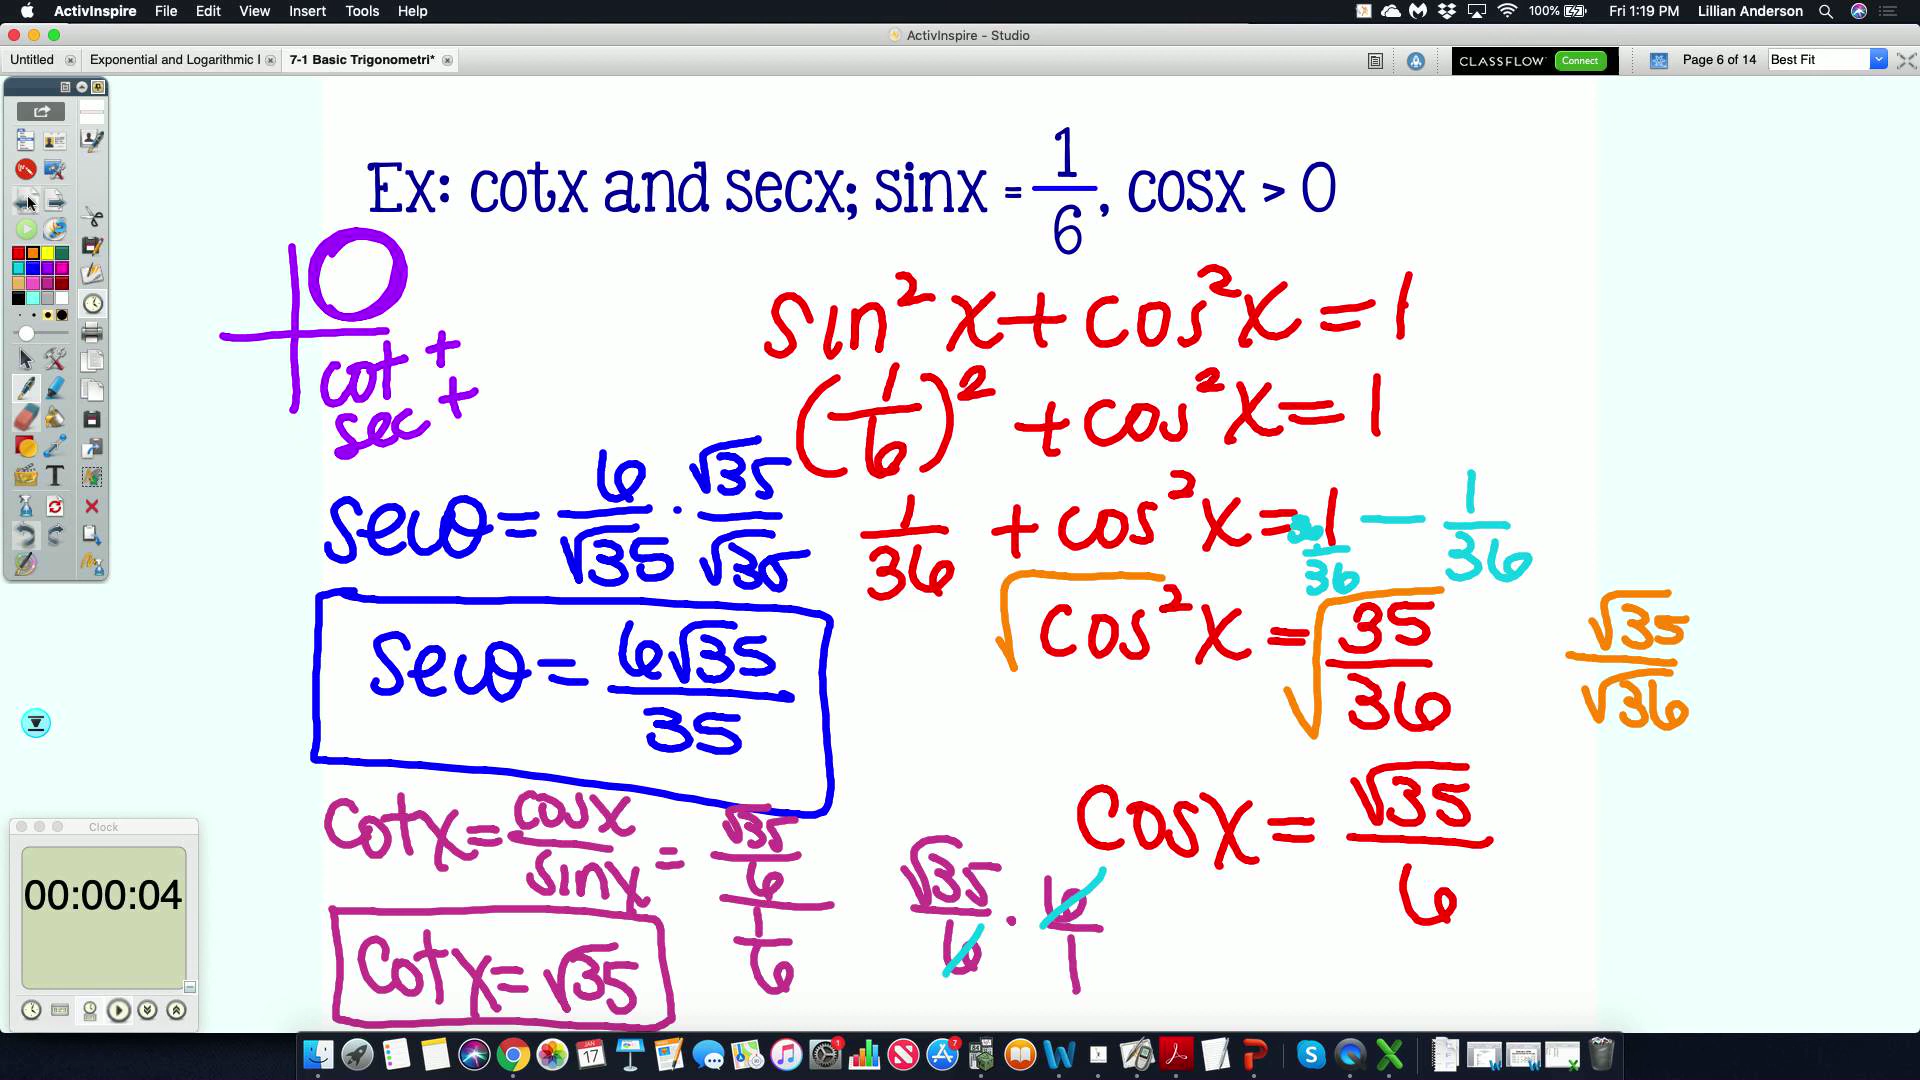 ActivInspire File Edit View Insert Tools Help 100% Fri 1:19 PM Lillian Anderson
ActivInspire - Studio
Untitled Exponential and Logarithmic I 7-1 Basic Trigonometri* CLASSFLOW Connect Page 6 of 14 Best Fit
Ex: cotx and secx; sinx = 1/6, cosx > 0
cot +
sec +
sin²x + cos²x = 1
(1/6)² + cos²x = 1
1/36 + cos²x = 1 36/36 − 1/36
√cos²x = √35/36
√35/√36
cosx = √35/6
secθ = 6/√35 · √35/√35
secθ = 6√35/35
cotx = cosx/sinx = √35/6 / 1/6
√35/6 · 6/1
cotx = √35
Clock
00:00:04
JAN 17
1
7